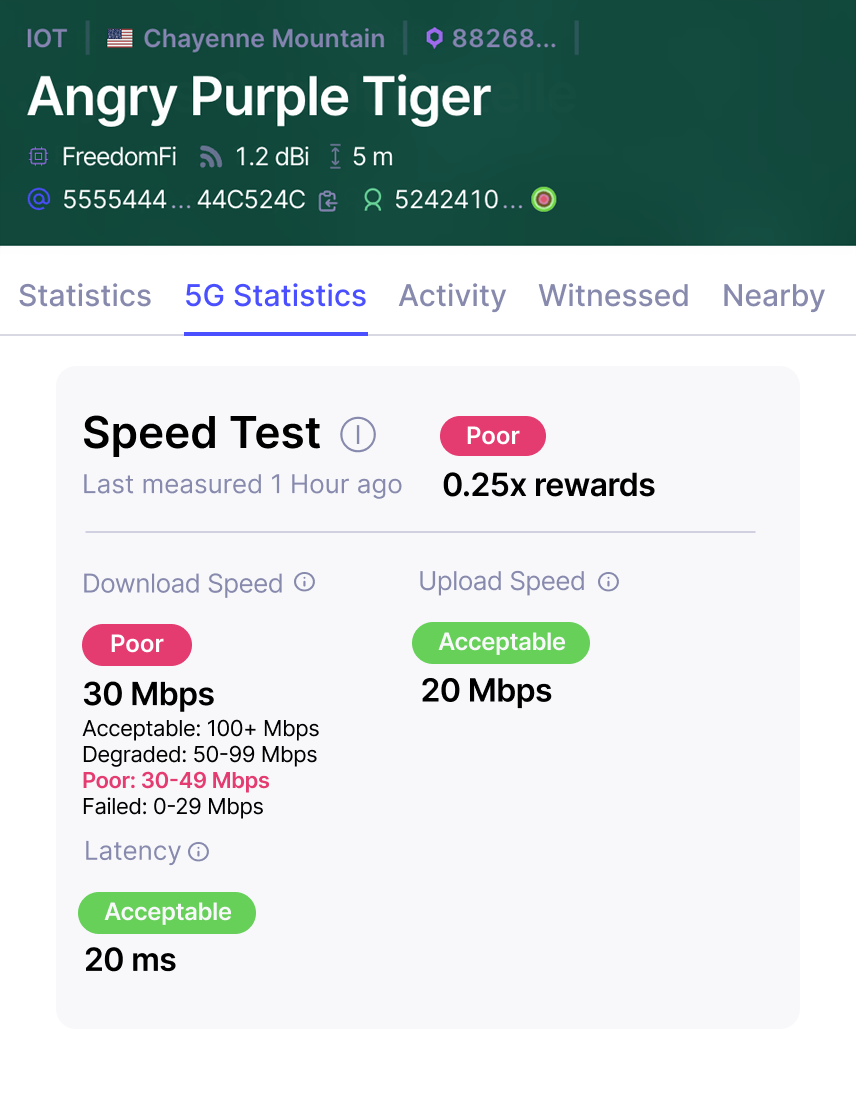 IOT | Chayenne Mountain | 88268... |
Angry Purple Tiger
FreedomFi 1.2 dBi 5 m
5555444...44C524C 5242410...
Statistics 5G Statistics Activity Witnessed Nearby
Speed Test Poor
Last measured 1 Hour ago 0.25x rewards
Download Speed Upload Speed
Poor Acceptable
30 Mbps 20 Mbps
Acceptable: 100+ Mbps
Degraded: 50-99 Mbps
Poor: 30-49 Mbps
Failed: 0-29 Mbps
Latency
Acceptable
20 ms